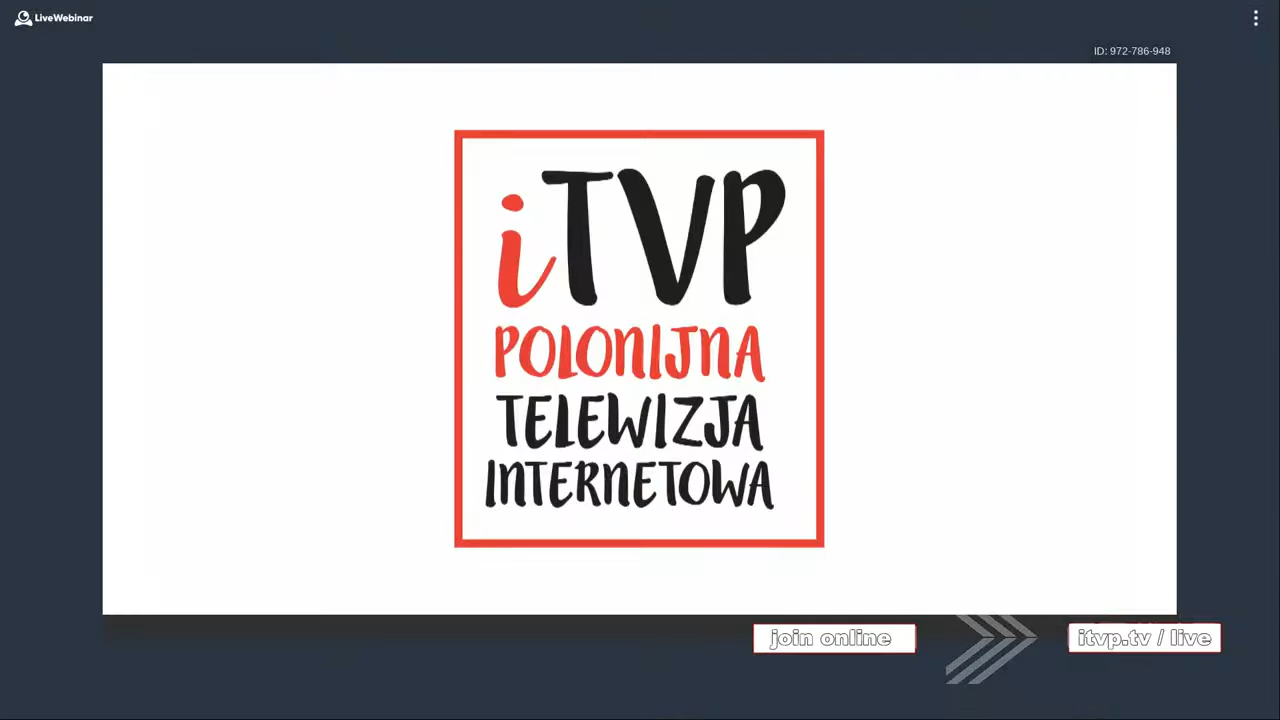 LiveWebinar
ID: 972-786-948
iTVP
POLONIJNA
TELEWIZJA
INTERNETOWA
join online
itvp.tv / live